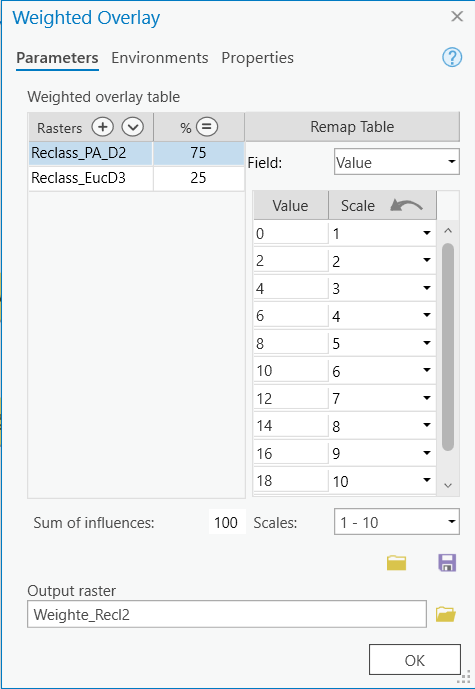 Weighted Overlay
Parameters Environments Properties
Weighted overlay table
Rasters % Remap Table
Reclass_PA_D2 75
Reclass_EucD3 25
Field: Value
Value Scale
0 1
2 2
4 3
6 4
8 5
10 6
12 7
14 8
16 9
18 10
Sum of influences: 100 Scales: 1 - 10
Output raster
Weighte_Recl2
OK